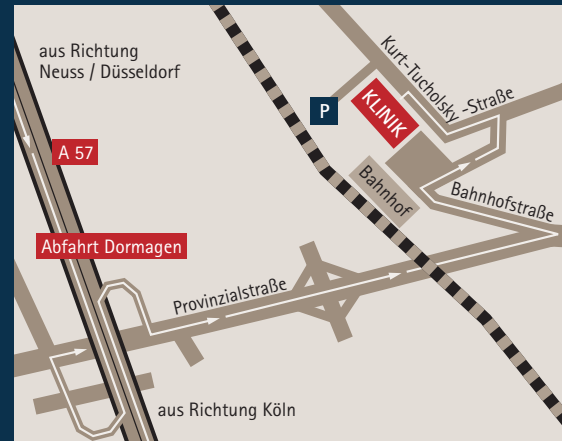 aus Richtung
Neuss / Düsseldorf
Kurt-Tucholsky
-Straße
P
KLINIK
A 57
Bahnhof
Bahnhofstraße
Abfahrt Dormagen
Provinzialstraße
aus Richtung Köln